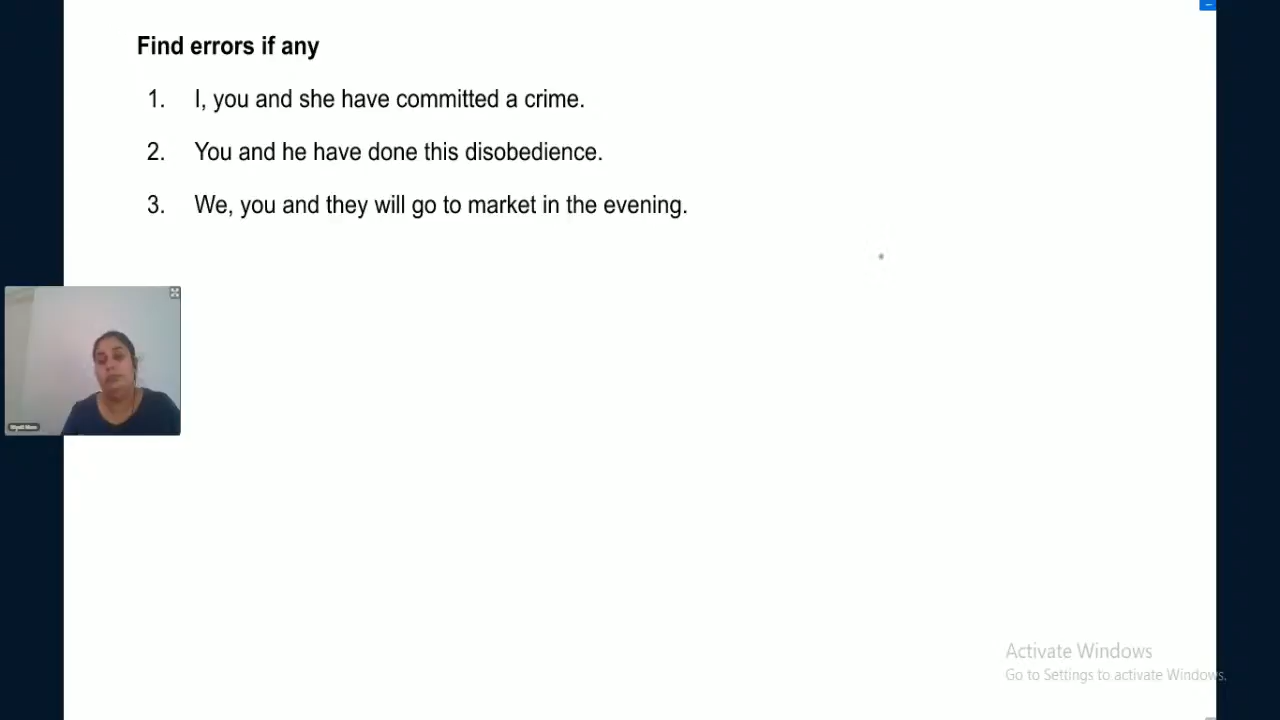 Find errors if any
1. I, you and she have committed a crime.
2. You and he have done this disobedience.
3. We, you and they will go to market in the evening.
Activate Windows
Go to Settings to activate Windows.